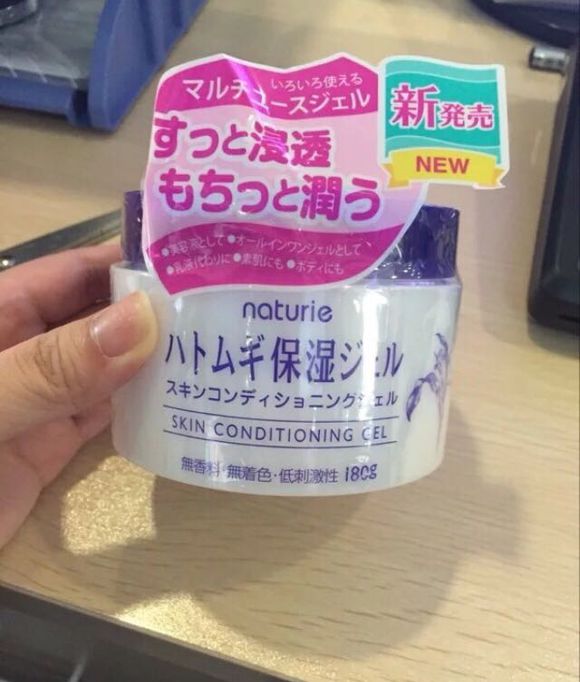 いろいろ使える
マルチユースジェル
すっと浸透
もちっと潤う
新発売
NEW
●美容液として●オールインワンジェルとして
●乳液代わりに●素肌にも●ボディにも
naturie
ハトムギ保湿ジェル
スキンコンディショニングジェル
SKIN CONDITIONING GEL
無香料・無着色・低刺激性 180g